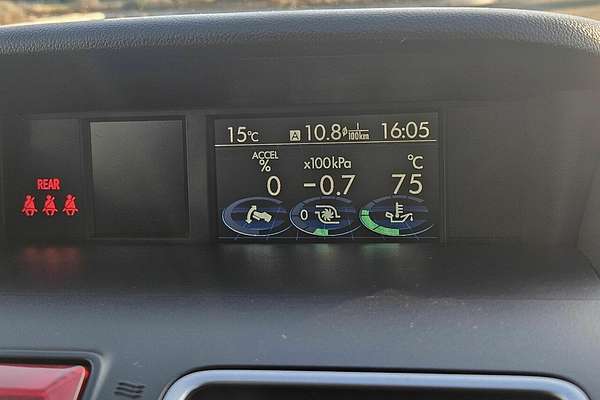 15°C A 10.8 ø l/100km 16:05
ACCEL % x100kPa °C
0 -0.7 75
0
REAR